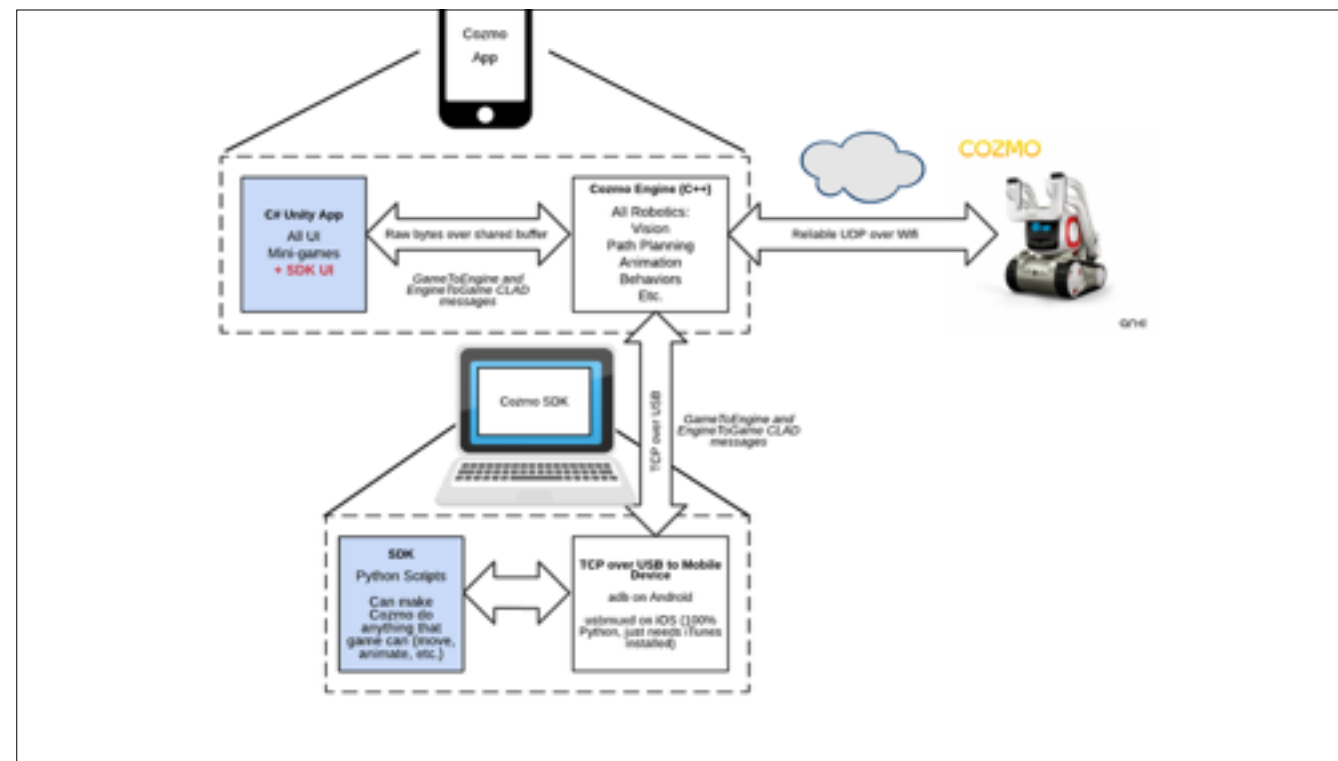 Cozmo
App
COZMO
C# Unity App
All UI
Mini-games
+ SDK UI
Raw bytes over shared buffer
GameToEngine and
EngineToGame CLAD
messages
Cozmo Engine (C++)
All Robotics:
Vision
Path Planning
Animation
Behaviors
Etc.
Reliable UDP over Wifi
Cozmo SDK
TCP over USB
GameToEngine and
EngineToGame CLAD
messages
SDK
Python Scripts
Can make
Cozmo do
anything that
game can (move,
animate, etc.)
TCP over USB to Mobile
Device
adb on Android
usbmuxd on iOS (100%
Python, just needs iTunes
installed)